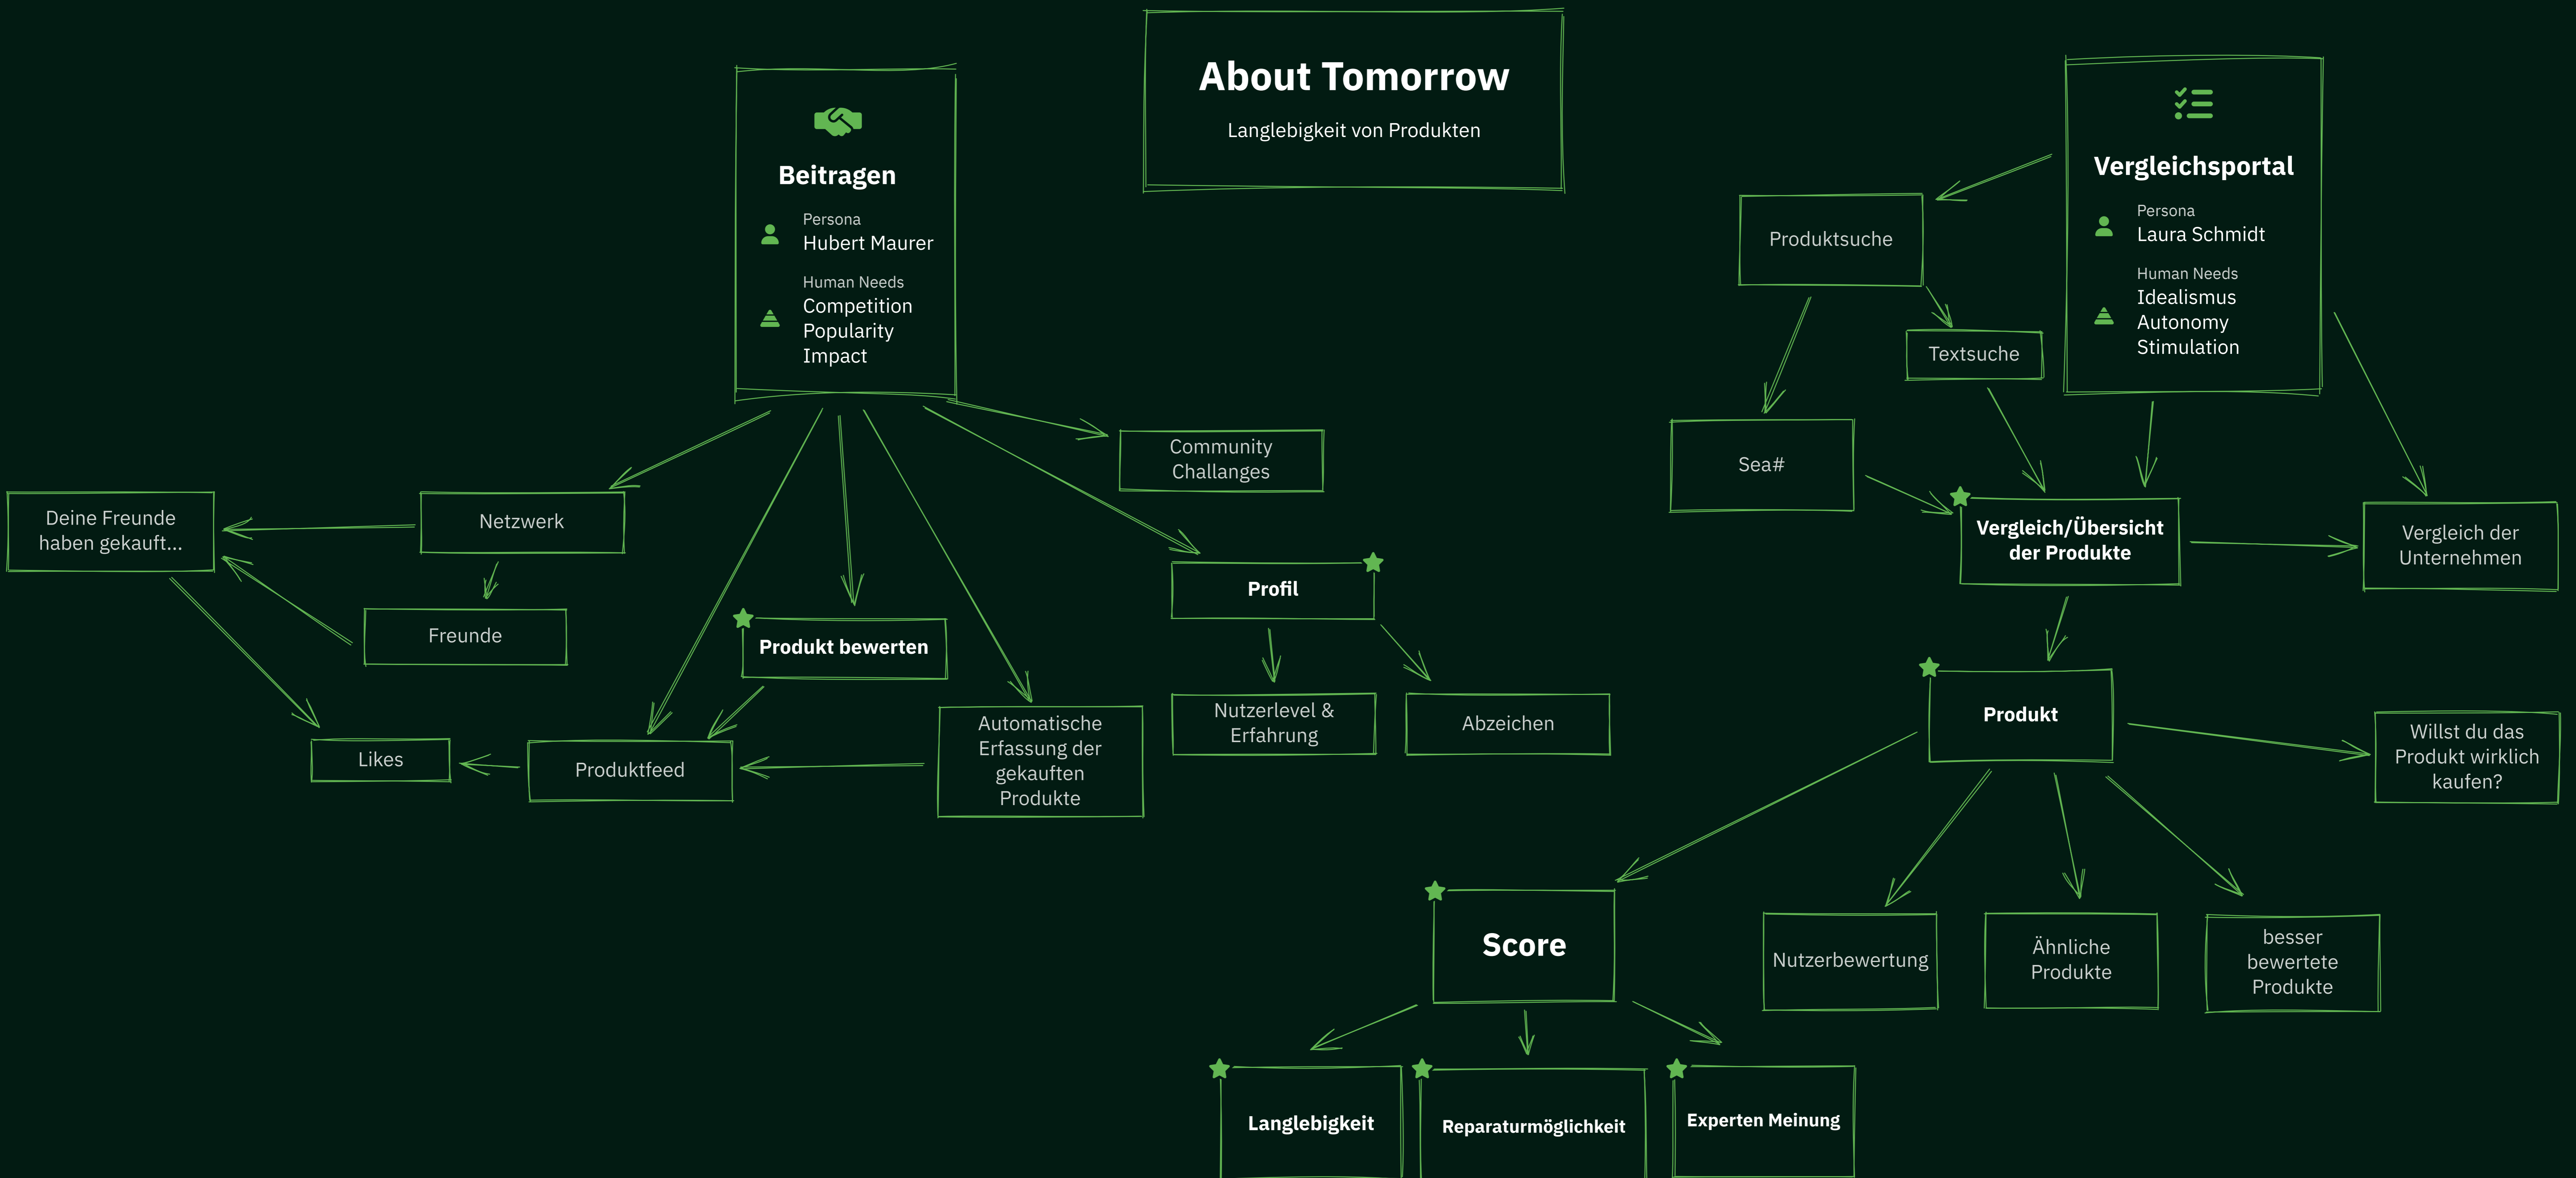 About Tomorrow
Langlebigkeit von Produkten
Beitragen
Persona
Hubert Maurer
Human Needs
Competition
Popularity
Impact
Community
Challanges
Netzwerk
Deine Freunde
haben gekauft...
Freunde
Produkt bewerten
Profil
Likes
Produktfeed
Automatische
Erfassung der
gekauften
Produkte
Nutzerlevel &
Erfahrung
Abzeichen
Vergleichsportal
Persona
Laura Schmidt
Human Needs
Idealismus
Autonomy
Stimulation
Produktsuche
Textsuche
Sea#
Vergleich/Übersicht
der Produkte
Vergleich der
Unternehmen
Produkt
Willst du das
Produkt wirklich
kaufen?
Score
Nutzerbewertung
Ähnliche
Produkte
besser
bewertete
Produkte
Langlebigkeit
Reparaturmöglichkeit
Experten Meinung